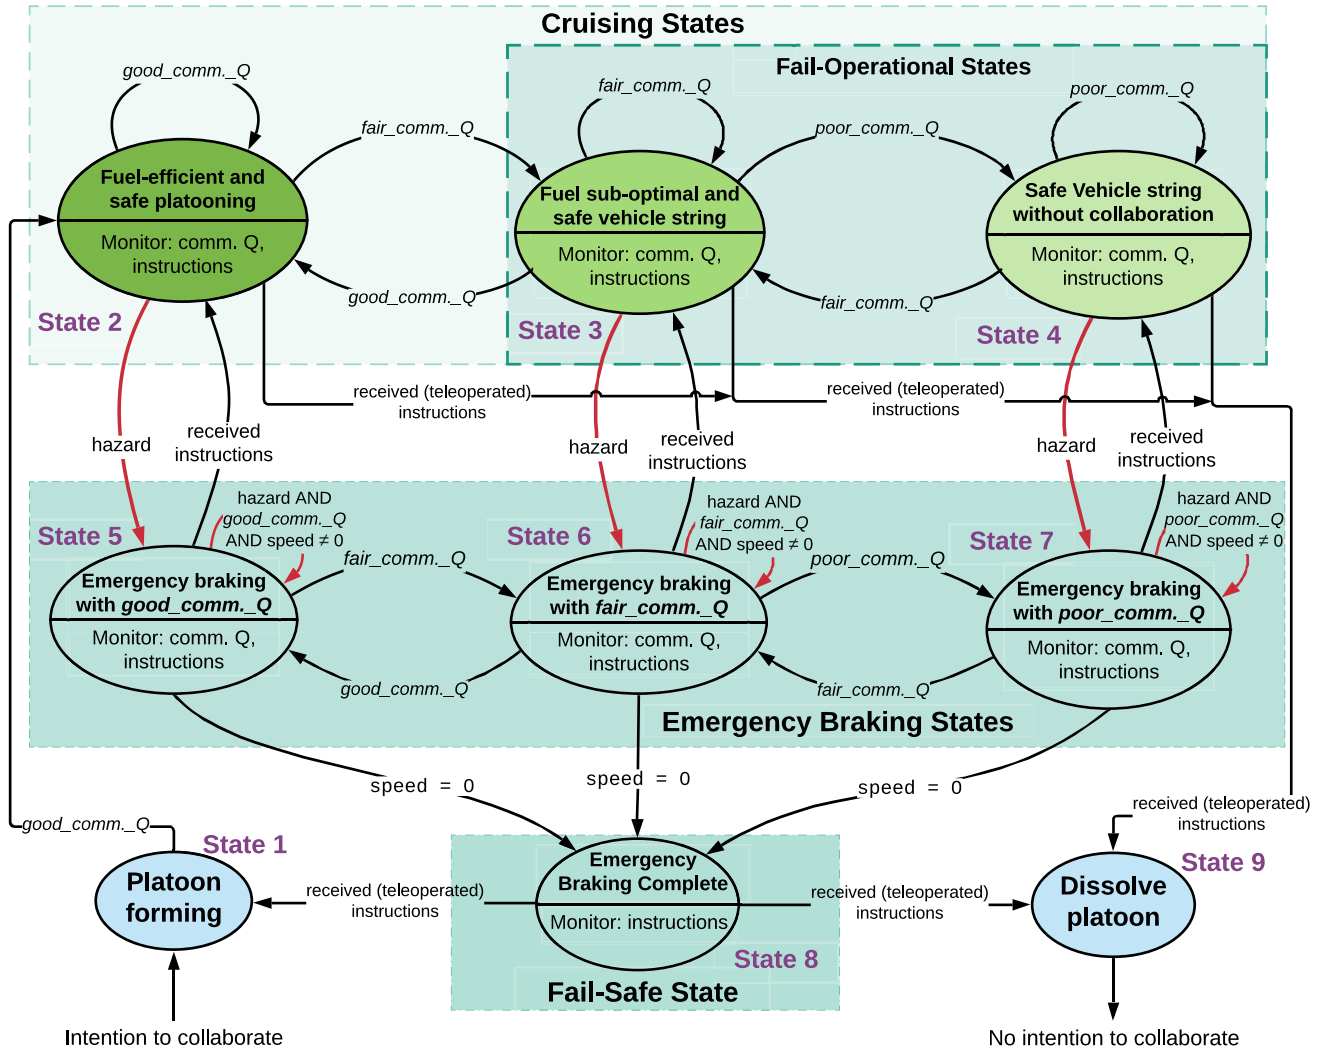 Cruising States
Fail-Operational States
good_comm._Q
fair_comm._Q
poor_comm._Q
fair_comm._Q
poor_comm._Q
Fuel-efficient and
safe platooning
Monitor: comm. Q,
instructions
Fuel sub-optimal and
safe vehicle string
Monitor: comm. Q,
instructions
Safe Vehicle string
without collaboration
Monitor: comm. Q,
instructions
good_comm._Q
fair_comm._Q
State 2
State 3
State 4
received (teleoperated)
instructions
received (teleoperated)
instructions
hazard
received
instructions
hazard
received
instructions
hazard
received
instructions
State 5
hazard AND
good_comm._Q
AND speed ≠ 0
State 6
hazard AND
fair_comm._Q
AND speed ≠ 0
State 7
hazard AND
poor_comm._Q
AND speed ≠ 0
fair_comm._Q
poor_comm._Q
Emergency braking
with good_comm._Q
Monitor: comm. Q,
instructions
Emergency braking
with fair_comm._Q
Monitor: comm. Q,
instructions
Emergency braking
with poor_comm._Q
Monitor: comm. Q,
instructions
good_comm._Q
fair_comm._Q
Emergency Braking States
speed = 0
speed = 0
speed = 0
good_comm._Q
State 1
Platoon
forming
received (teleoperated)
instructions
Emergency
Braking Complete
Monitor: instructions
State 8
Fail-Safe State
received (teleoperated)
instructions
received (teleoperated)
instructions
State 9
Dissolve
platoon
Intention to collaborate
No intention to collaborate